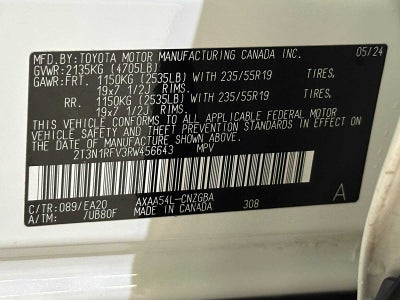 MFD.BY:TOYOTA MOTOR MANUFACTURING CANADA INC. 05/24
GVWR:2135KG (4705LB)
GAWR:FRT. 1150KG (2535LB) WITH 235/55R19 TIRES,
19x7 1/2J RIMS.
RR. 1150KG (2535LB) WITH 235/55R19 TIRES,
19x7 1/2J RIMS.
THIS VEHICLE CONFORMS TO ALL APPLICABLE FEDERAL MOTOR
VEHICLE SAFETY AND THEFT PREVENTION STANDARDS IN EFFECT ON
THE DATE OF MANUFACTURE SHOWN ABOVE.
2T3N1RFV3RW456643 MPV
C/TR:089/EA20 AXAA54L-CNZGBA A
A/TM: /UB80F MADE IN CANADA 308